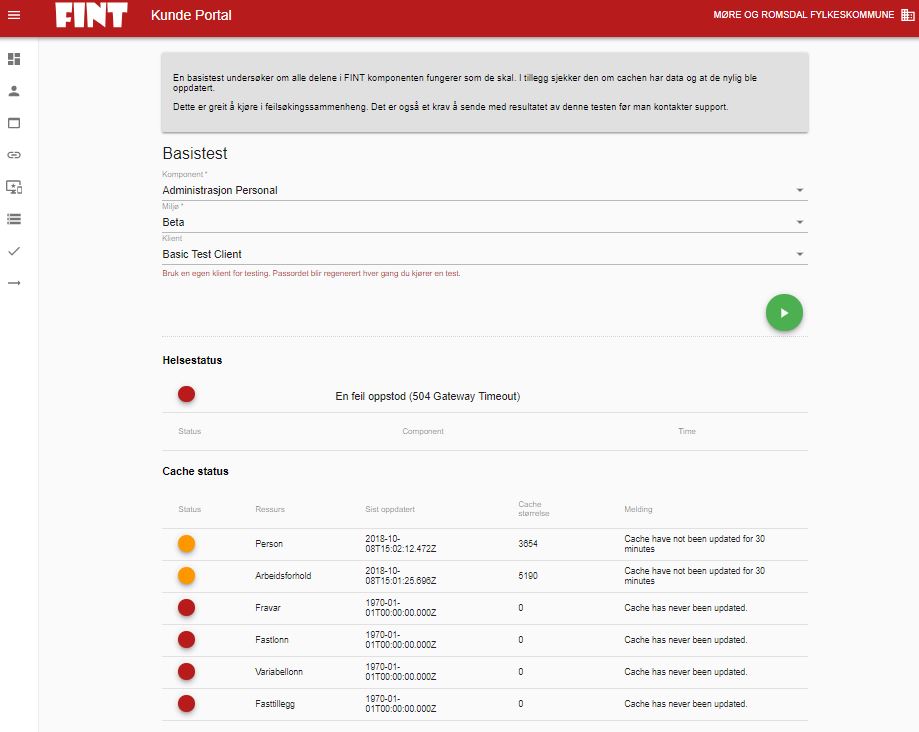 FINT Kunde Portal MØRE OG ROMSDAL FYLKESKOMMUNE
En basistest undersøker om alle delene i FINT komponenten fungerer som de skal. I tillegg sjekker den om cachen har data og at de nylig ble
oppdatert.
Dette er greit å kjøre i feilsøkingssammenheng. Det er også et krav å sende med resultatet av denne testen før man kontakter support.
Basistest
Komponent *
Administrasjon Personal
Miljø *
Beta
Klient
Basic Test Client
Bruk en egen klient for testing. Passordet blir regenerert hver gang du kjører en test.
Helsestatus
En feil oppstod (504 Gateway Timeout)
Status Component Time
Cache status
Status Ressurs Sist oppdatert Cache
størrelse Melding
Person 2018-10-
08T15:02:12.472Z 3654 Cache have not been updated for 30
minutes
Arbeidsforhold 2018-10-
08T15:01:25.696Z 5190 Cache have not been updated for 30
minutes
Fravar 1970-01-
01T00:00:00.000Z 0 Cache has never been updated.
Fastlonn 1970-01-
01T00:00:00.000Z 0 Cache has never been updated.
Variabellonn 1970-01-
01T00:00:00.000Z 0 Cache has never been updated.
Fasttillegg 1970-01-
01T00:00:00.000Z 0 Cache has never been updated.